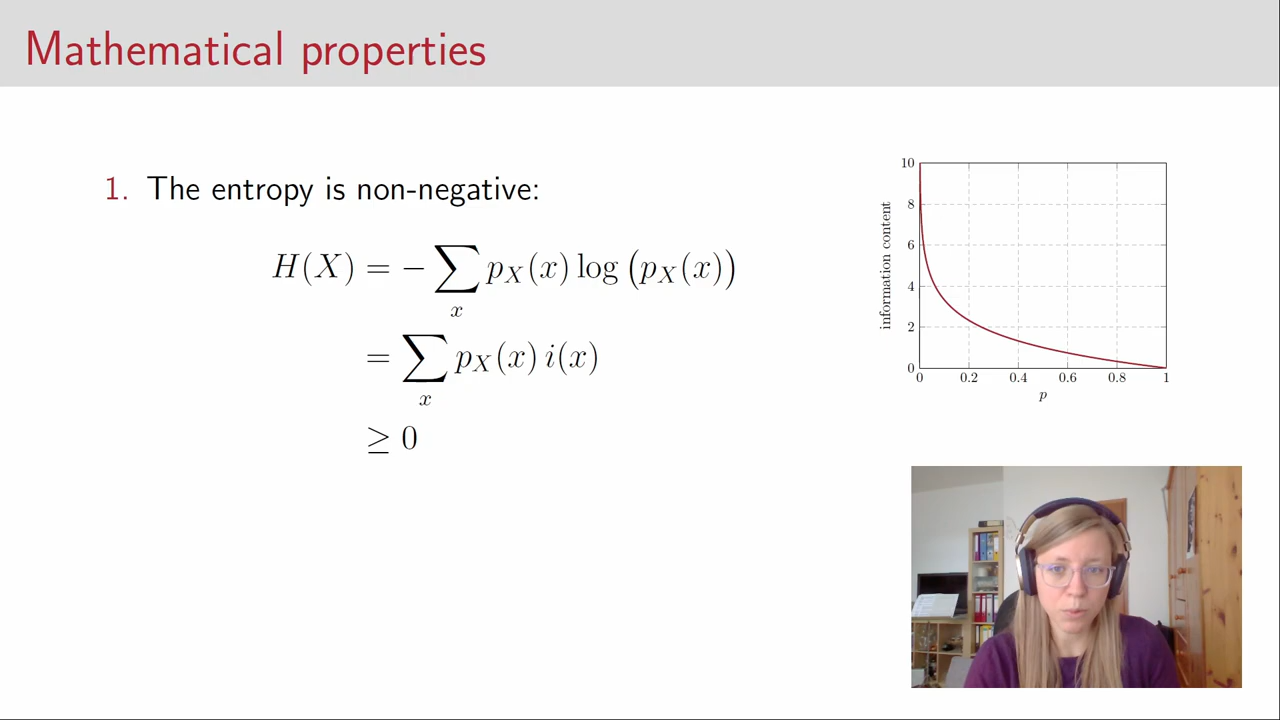 Mathematical properties
1. The entropy is non-negative:
H(X) = − ∑ₓ p_X(x) log (p_X(x))
= ∑ₓ p_X(x) i(x)
≥ 0
information content
10
8
6
4
2
0
0 0.2 0.4 0.6 0.8 1
p